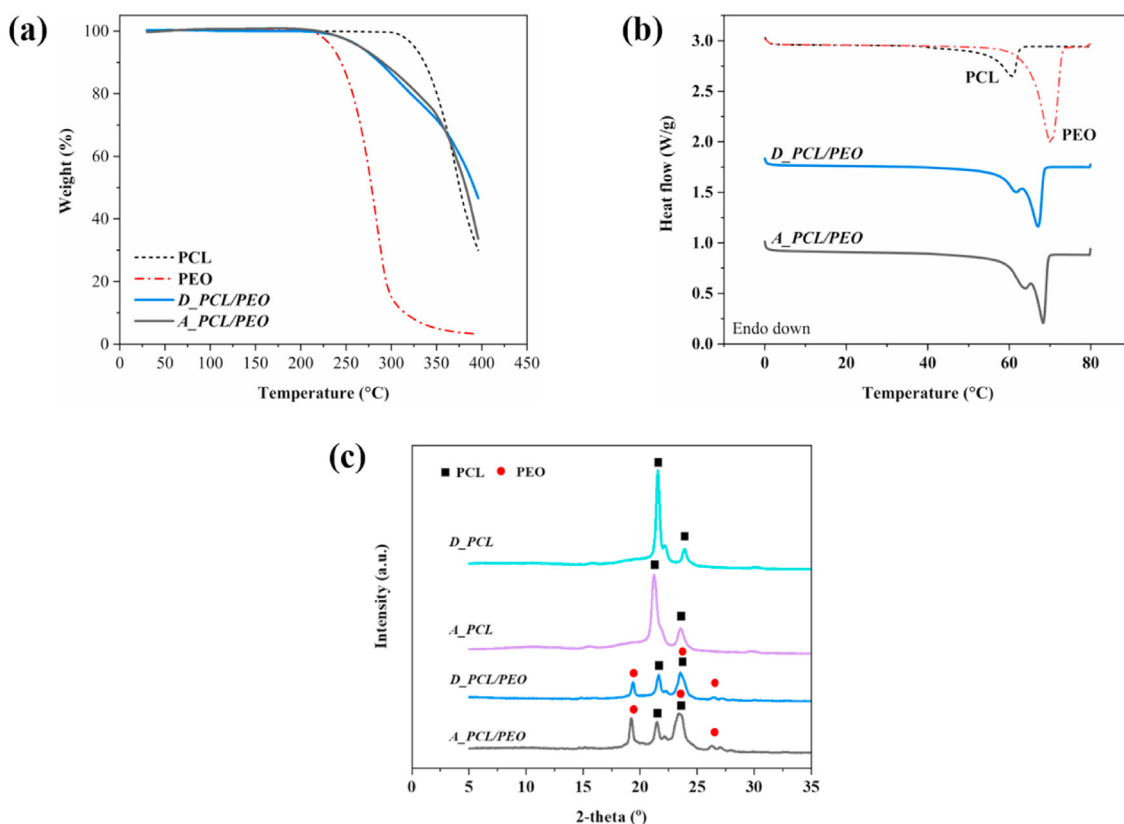 (a)
100
80
60
40
20
0
Weight (%)
PCL
PEO
D_PCL/PEO
A_PCL/PEO
0 50 100 150 200 250 300 350 400 450
Temperature (°C)
(b)
3.0
2.5
2.0
1.5
1.0
0.5
0.0
Heat flow (W/g)
PCL
PEO
D_PCL/PEO
A_PCL/PEO
Endo down
0 20 40 60 80
Temperature (°C)
(c)
PCL PEO
D_PCL
A_PCL
D_PCL/PEO
A_PCL/PEO
Intensity (a.u.)
0 5 10 15 20 25 30 35
2-theta (º)